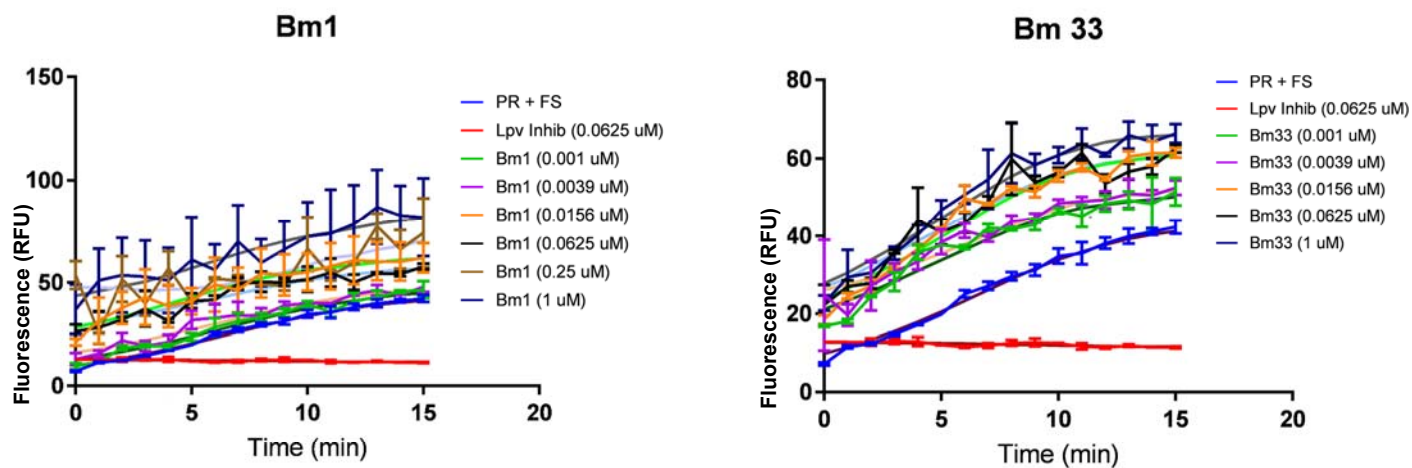 Bm1
Fluorescence (RFU)
150
100
50
0
0
5
10
15
20
Time (min)
PR + FS
Lpv Inhib (0.0625 uM)
Bm1 (0.001 uM)
Bm1 (0.0039 uM)
Bm1 (0.0156 uM)
Bm1 (0.0625 uM)
Bm1 (0.25 uM)
Bm1 (1 uM)
Bm 33
Fluorescence (RFU)
80
60
40
20
0
0
5
10
15
20
Time (min)
PR + FS
Lpv Inhib (0.0625 uM)
Bm33 (0.001 uM)
Bm33 (0.0039 uM)
Bm33 (0.0156 uM)
Bm33 (0.0625 uM)
Bm33 (1 uM)